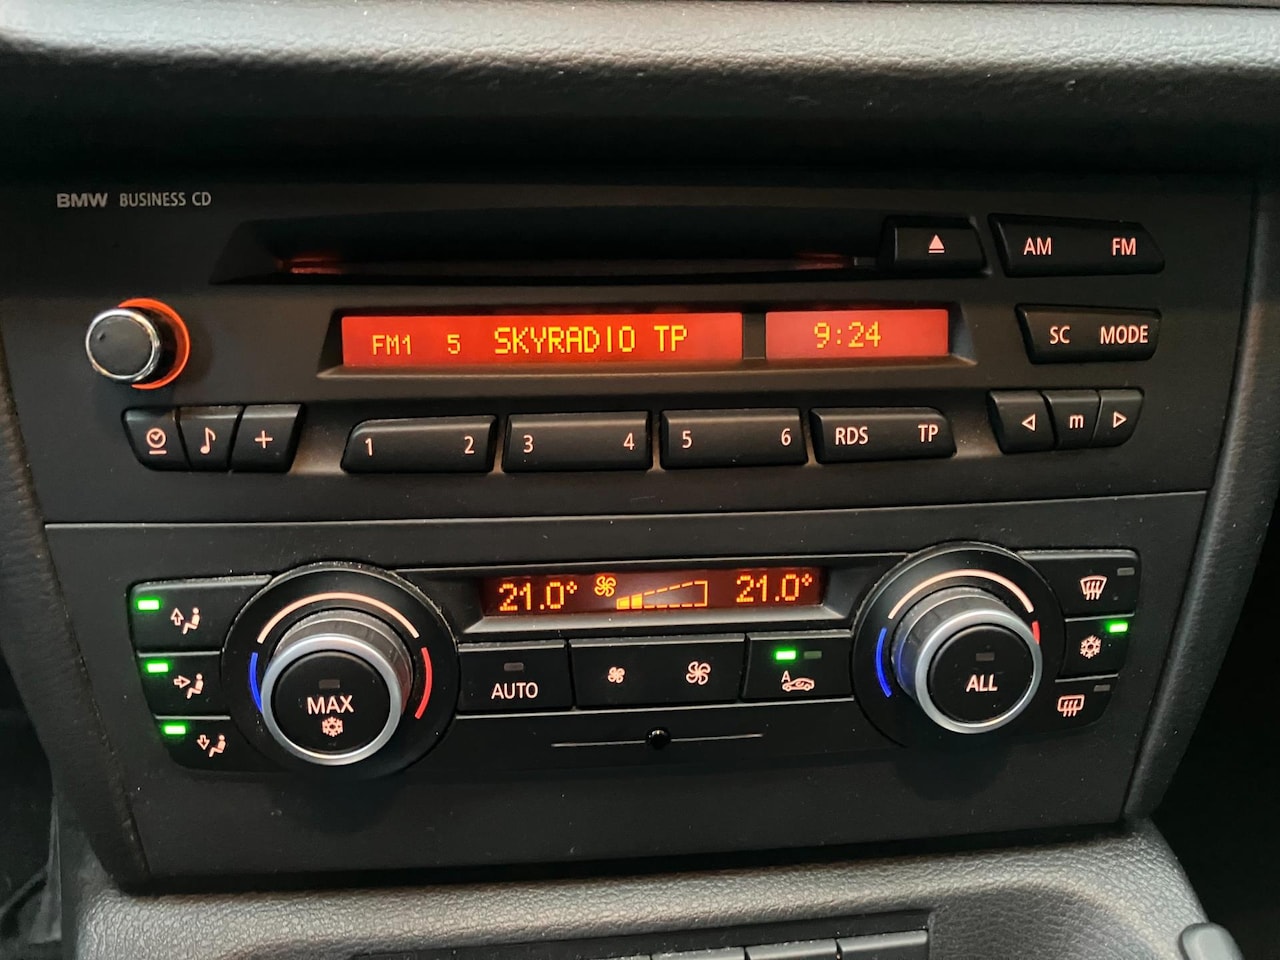 BMW BUSINESS CD
AM FM
FM1 5 SKYRADIO TP 9:24
SC MODE
1 2 3 4 5 6 RDS TP m
21.0° 21.0°
MAX AUTO A ALL